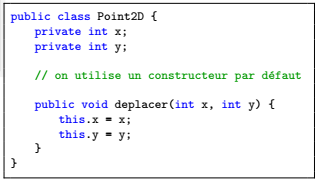 public class Point2D {
    private int x;
    private int y;

    // on utilise un constructeur par défaut

    public void deplacer(int x, int y) {
        this.x = x;
        this.y = y;
    }
}